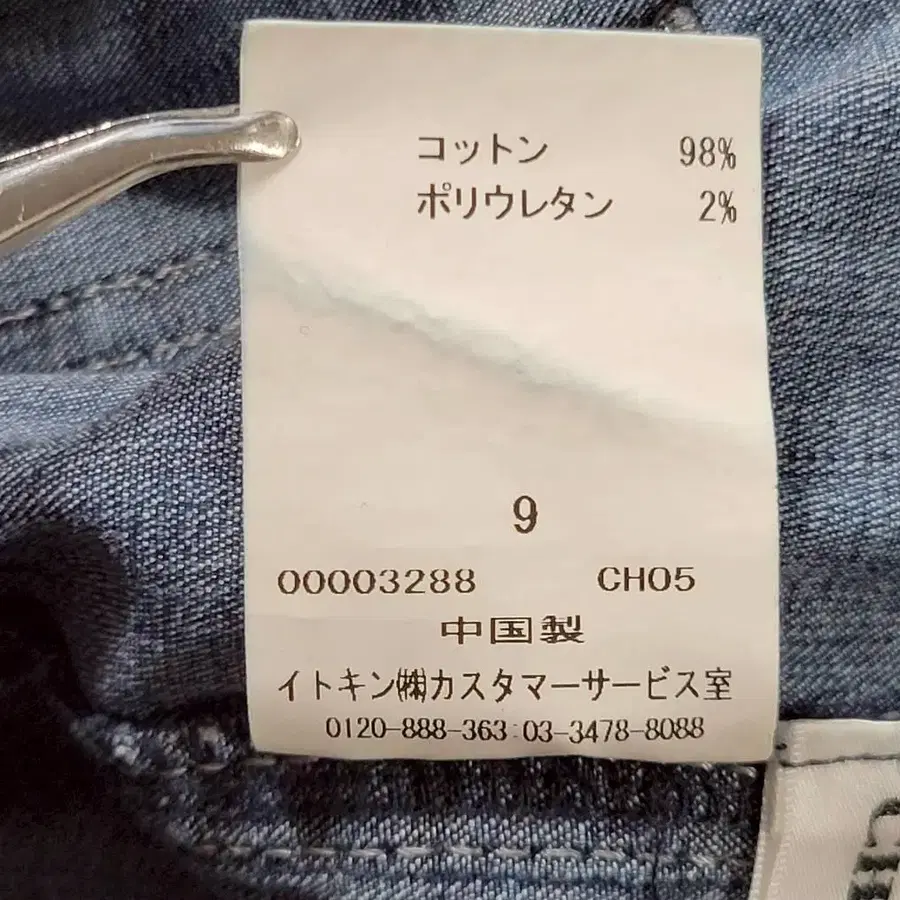 コットン 98%
ポリウレタン 2%
9
00003288 CH05
中国製
イトキン㈱カスタマーサービス室
0120-888-363:03-3478-8088